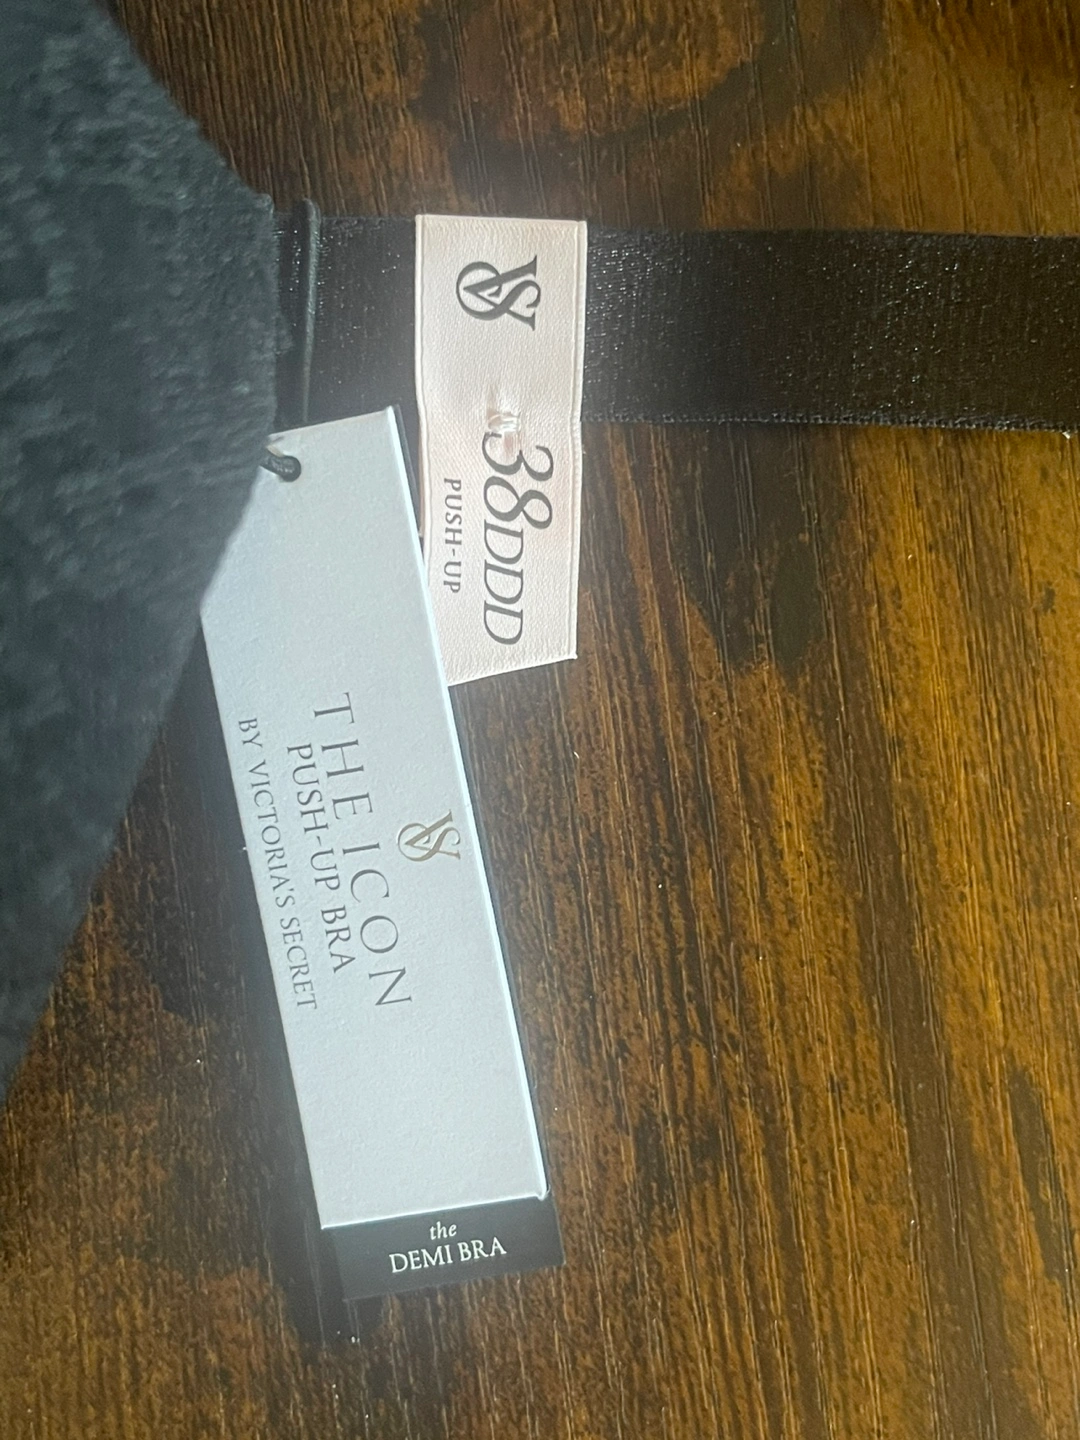 VS
38DDD
PUSH-UP
VS
THE ICON
PUSH-UP BRA
BY VICTORIA'S SECRET
the
DEMI BRA